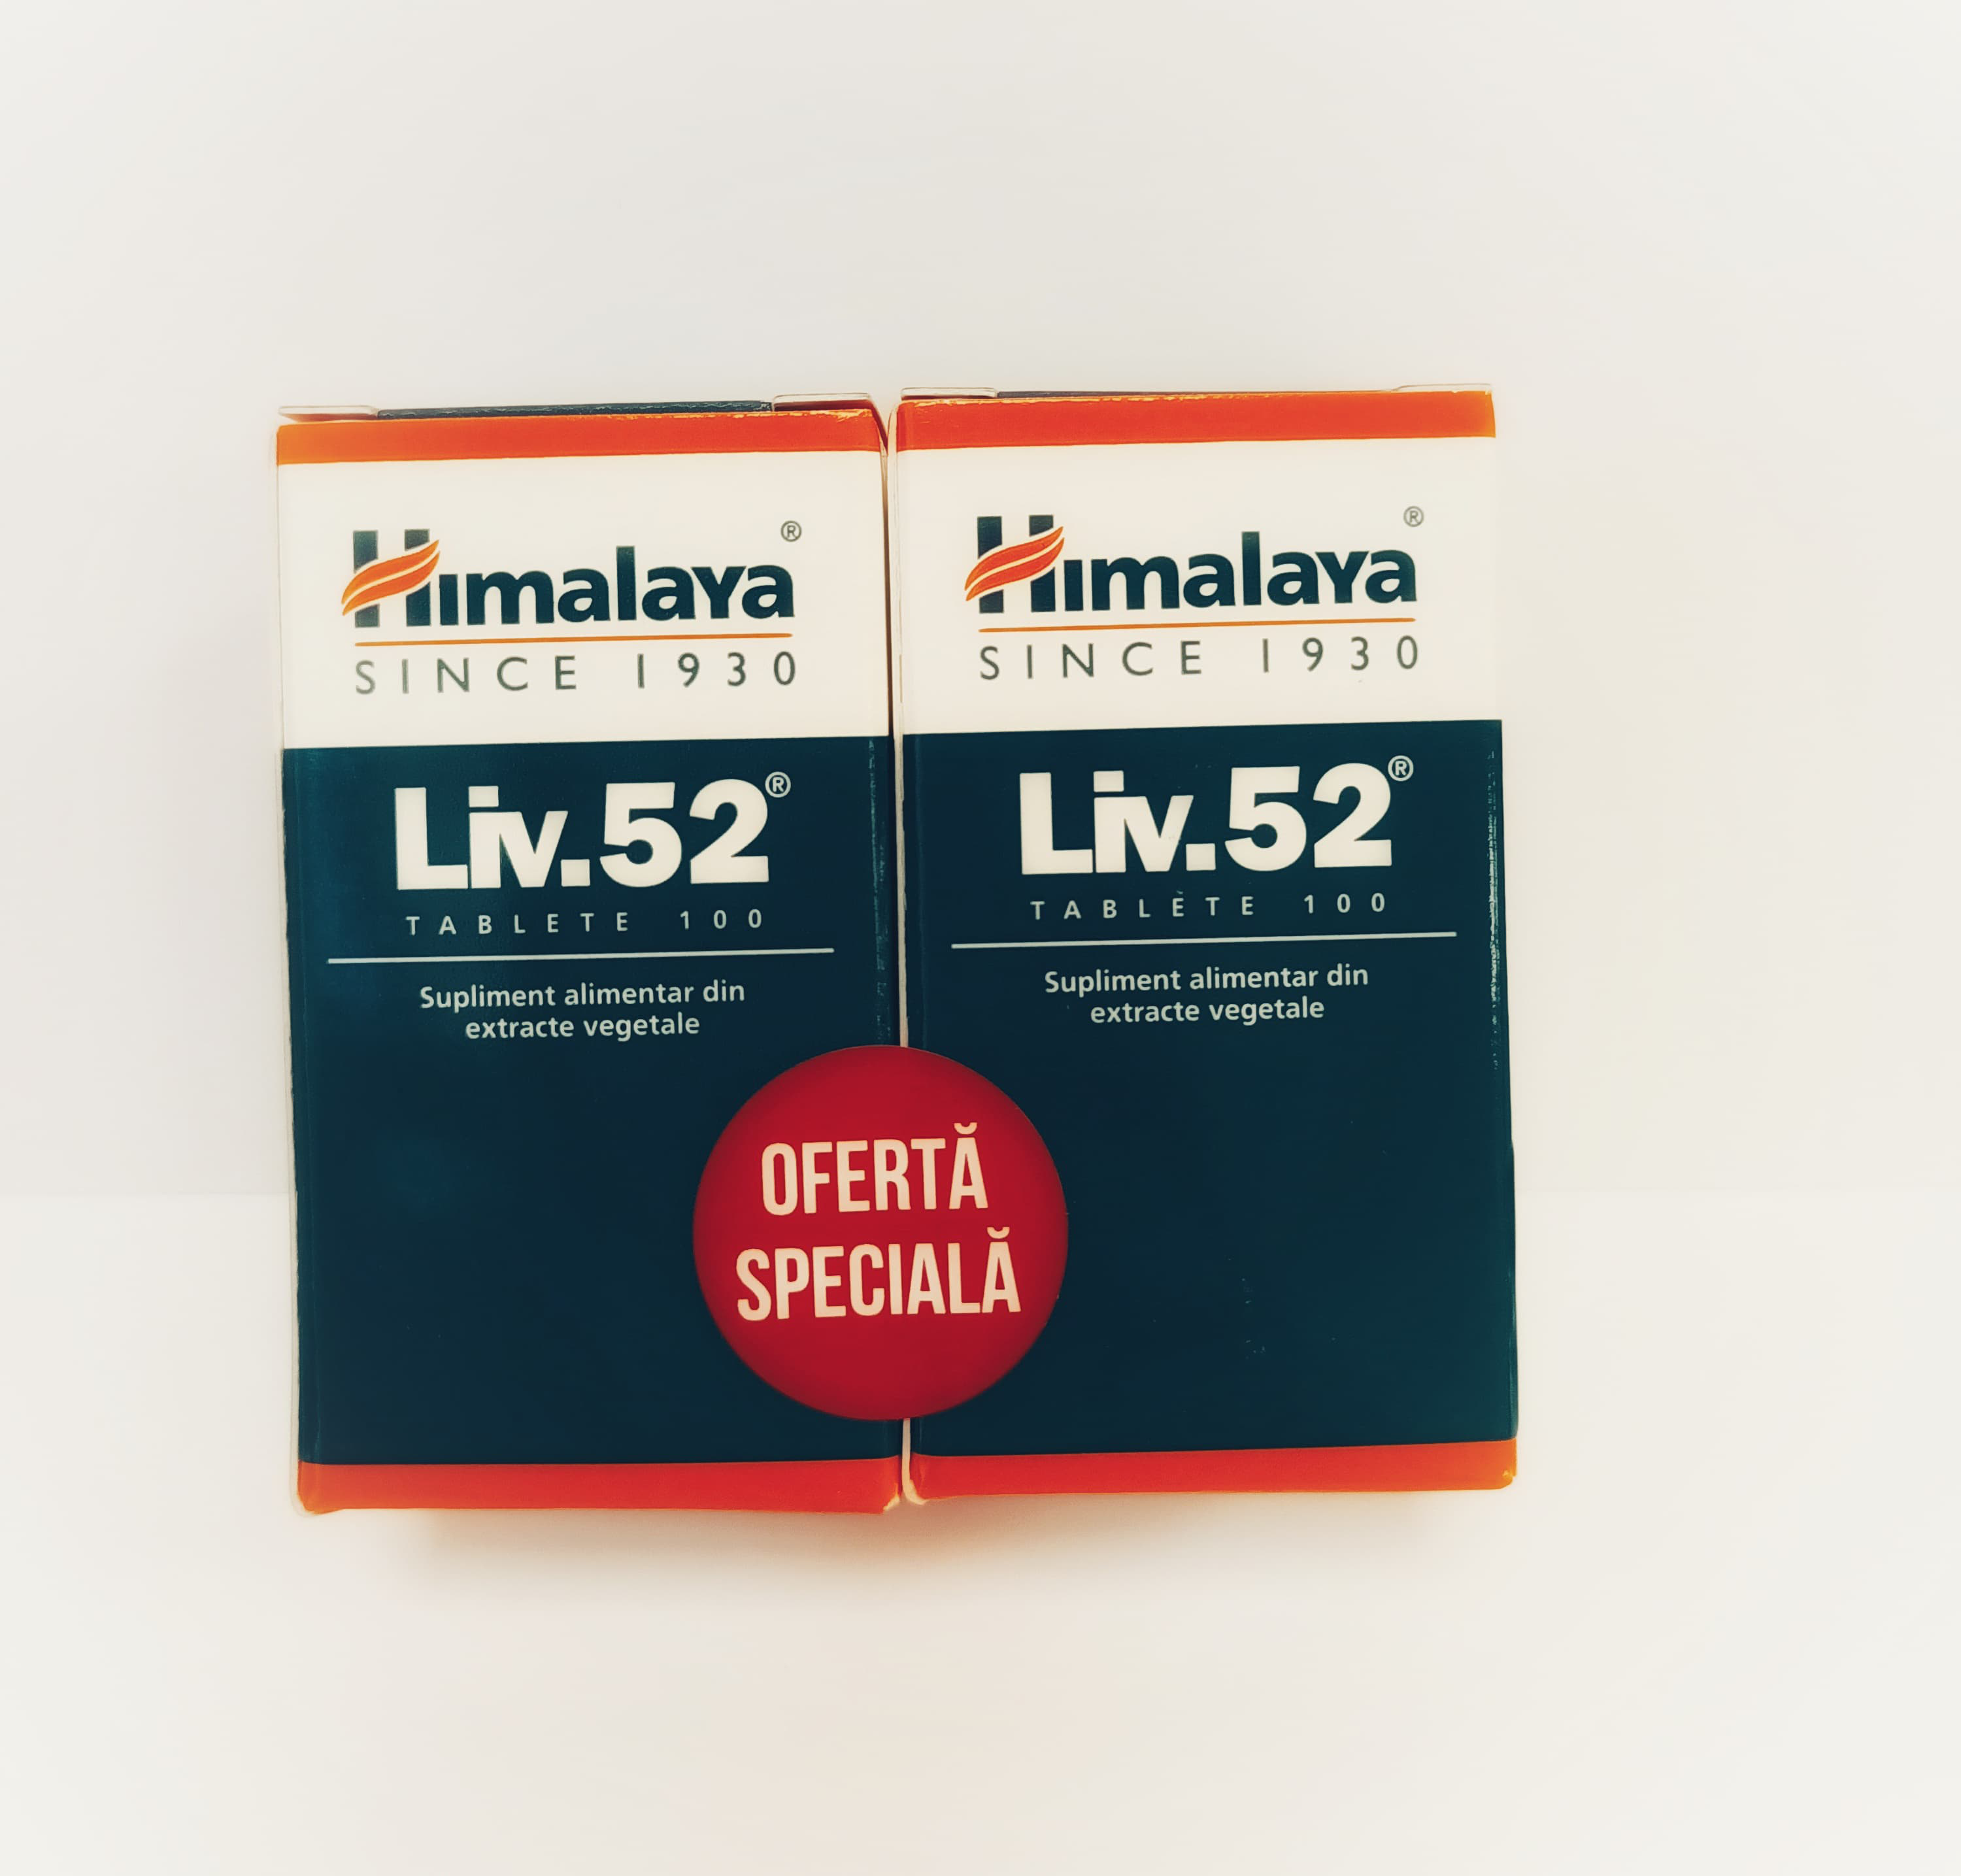 Himalaya®
SINCE 1930
Liv.52®
TABLETE 100
Supliment alimentar din
extracte vegetale
Himalaya®
SINCE 1930
Liv.52®
TABLETE 100
Supliment alimentar din
extracte vegetale
OFERTĂ
SPECIALĂ